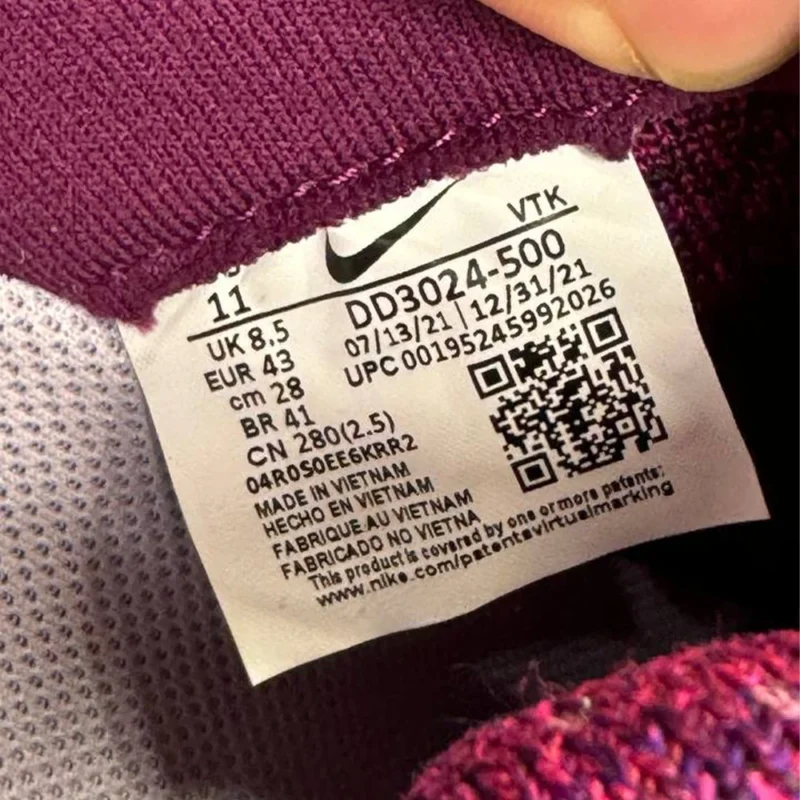 VTK
11
DD3024-500
07/13/21 | 12/31/21
UPC 00195245992026
UK 8.5
EUR 43
cm 28
BR 41
CN 280(2.5)
04R0S0EE6KRR2
MADE IN VIETNAM
HECHO EN VIETNAM
FABRIQUE AU VIETNAM
FABRICADO NO VIETNA
This product is covered by one or more patents:
www.nike.com/patentsvirtualmarking